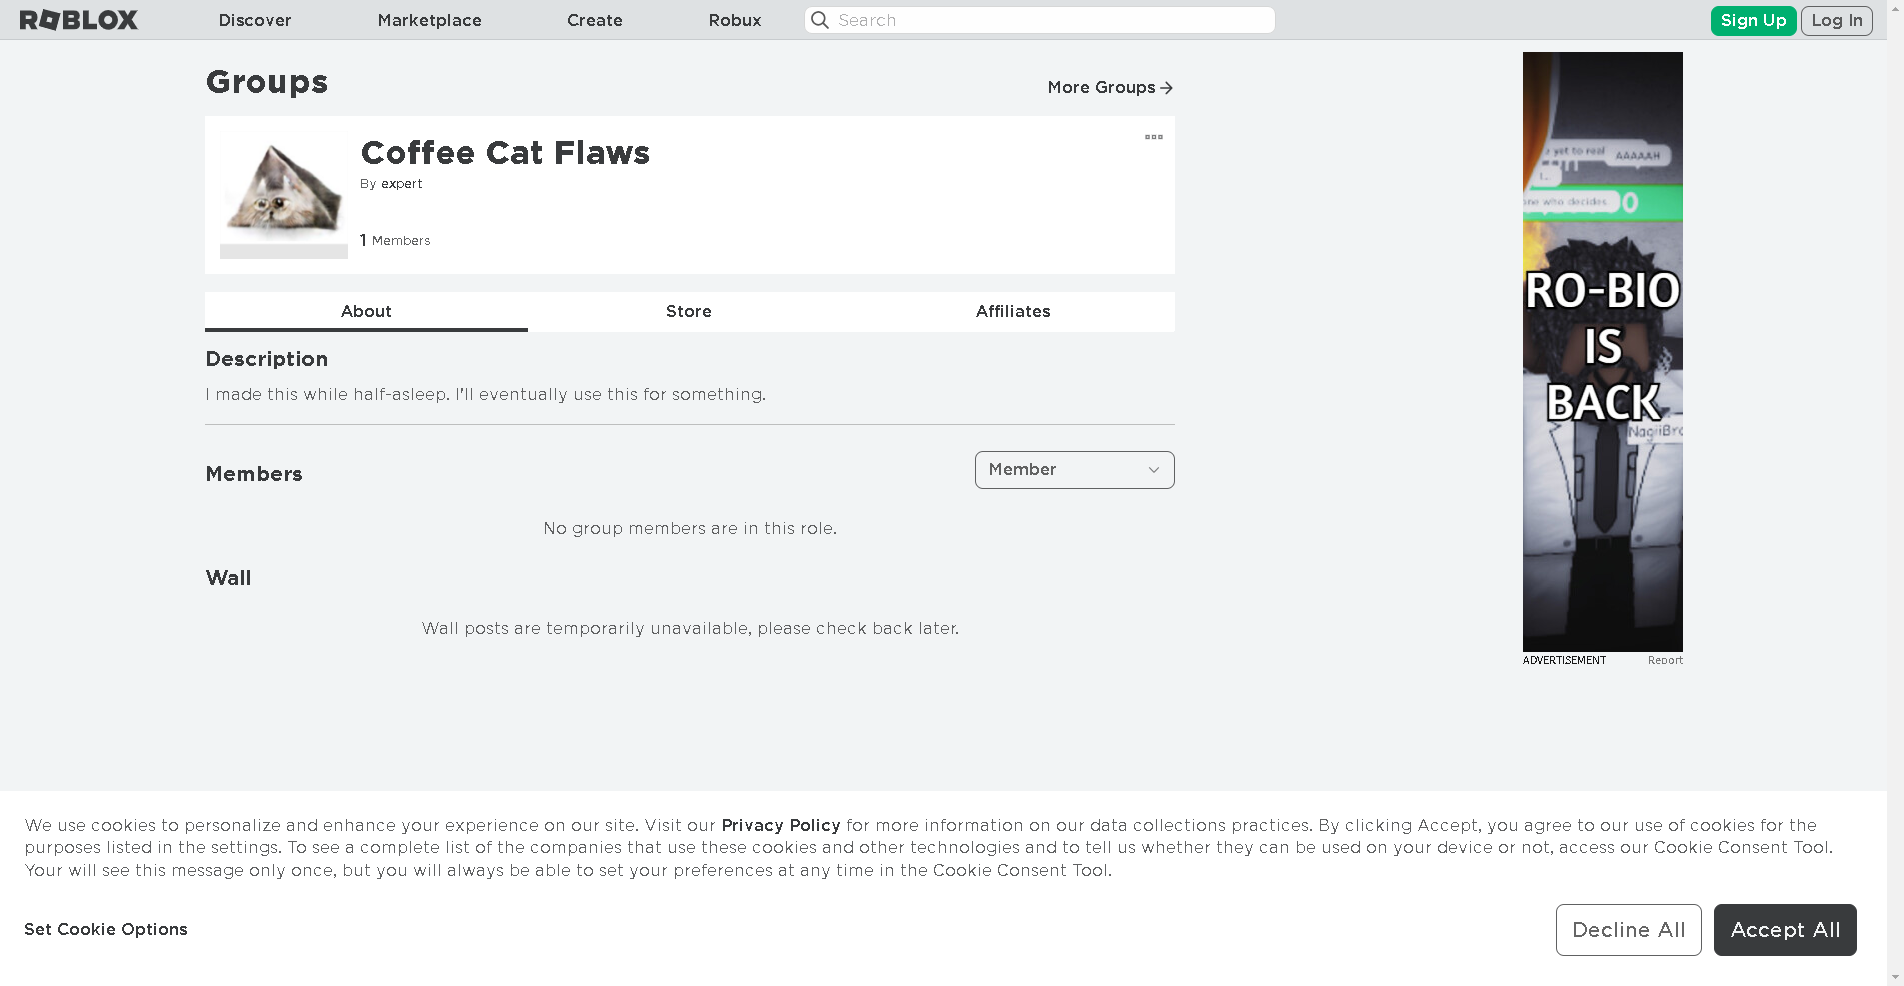 ROBLOX
Discover
Marketplace
Create
Robux
Search
Sign Up
Log In
Groups
More Groups
Coffee Cat Flaws
By expert
1 Members
About
Store
Affiliates
Description
I made this while half-asleep. I'll eventually use this for something.
Members
Member
No group members are in this role.
Wall
Wall posts are temporarily unavailable, please check back later.
yet to real
AAAAAH
one who decides..
0
RO-BIO
IS
BACK
ADVERTISEMENT
Report
We use cookies to personalize and enhance your experience on our site. Visit our Privacy Policy for more information on our data collections practices. By clicking Accept, you agree to our use of cookies for the
purposes listed in the settings. To see a complete list of the companies that use these cookies and other technologies and to tell us whether they can be used on your device or not, access our Cookie Consent Tool.
Your will see this message only once, but you will always be able to set your preferences at any time in the Cookie Consent Tool.
Set Cookie Options
Decline All
Accept All